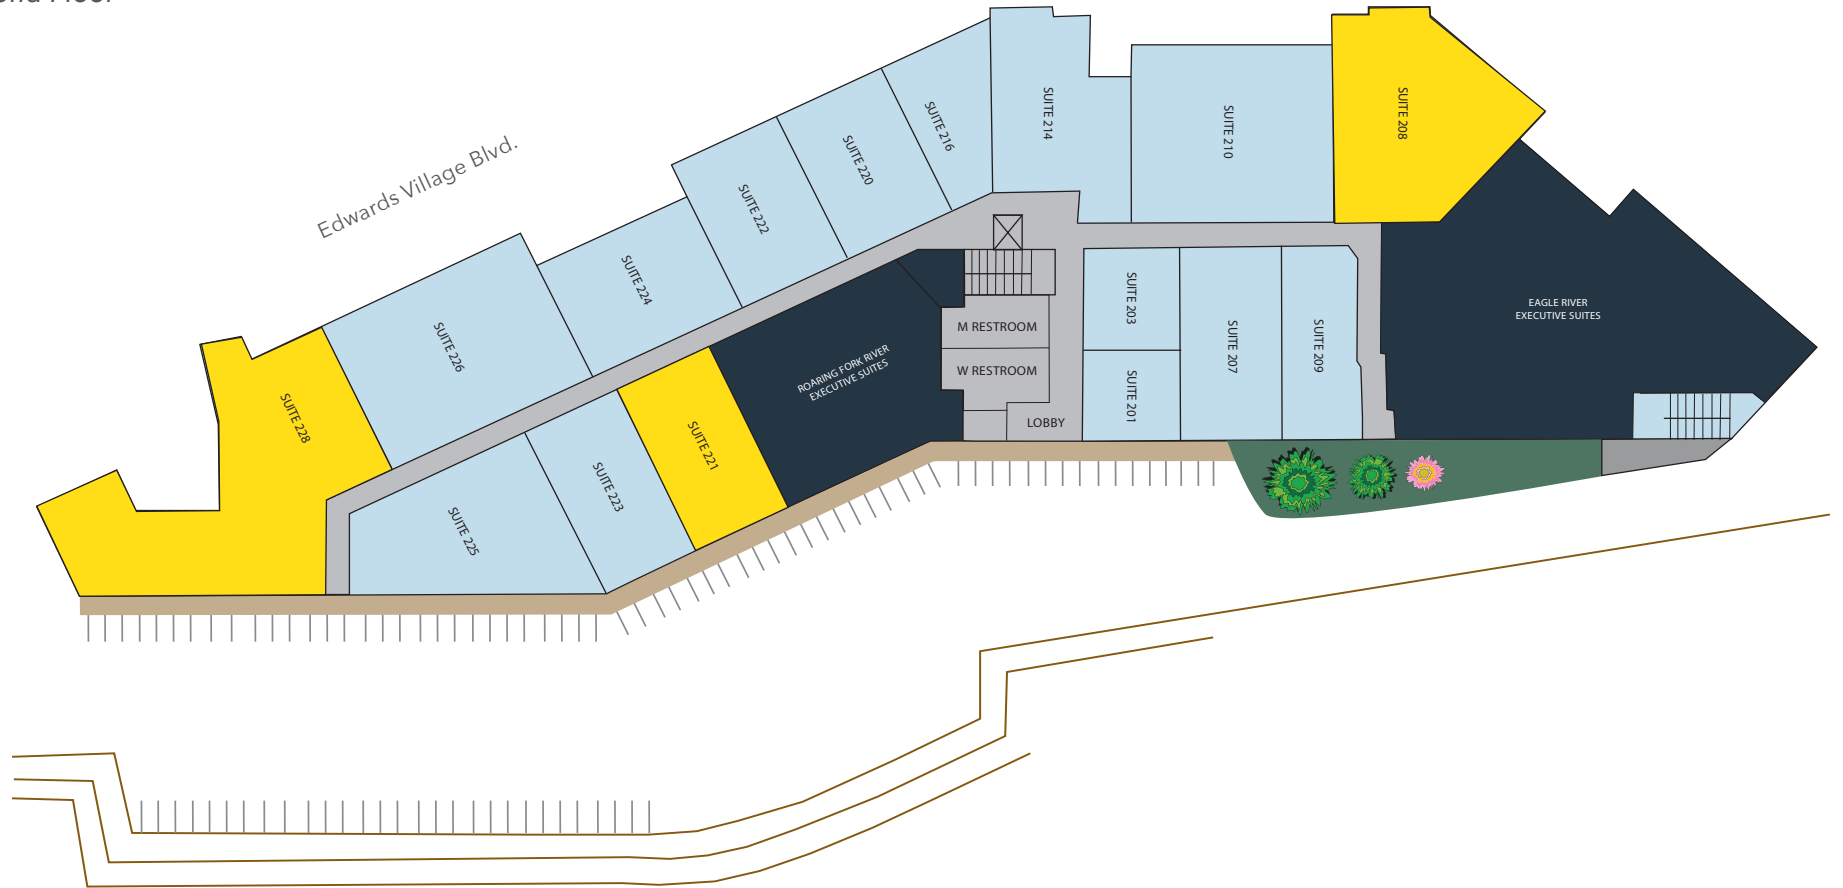 Floor
Edwards Village Blvd.
SUITE 228
SUITE 226
SUITE 224
SUITE 222
SUITE 220
SUITE 216
SUITE 214
SUITE 210
SUITE 208
SUITE 225
SUITE 223
SUITE 221
ROARING FORK RIVER
EXECUTIVE SUITES
M RESTROOM
W RESTROOM
LOBBY
SUITE 203
SUITE 201
SUITE 207
SUITE 209
EAGLE RIVER
EXECUTIVE SUITES